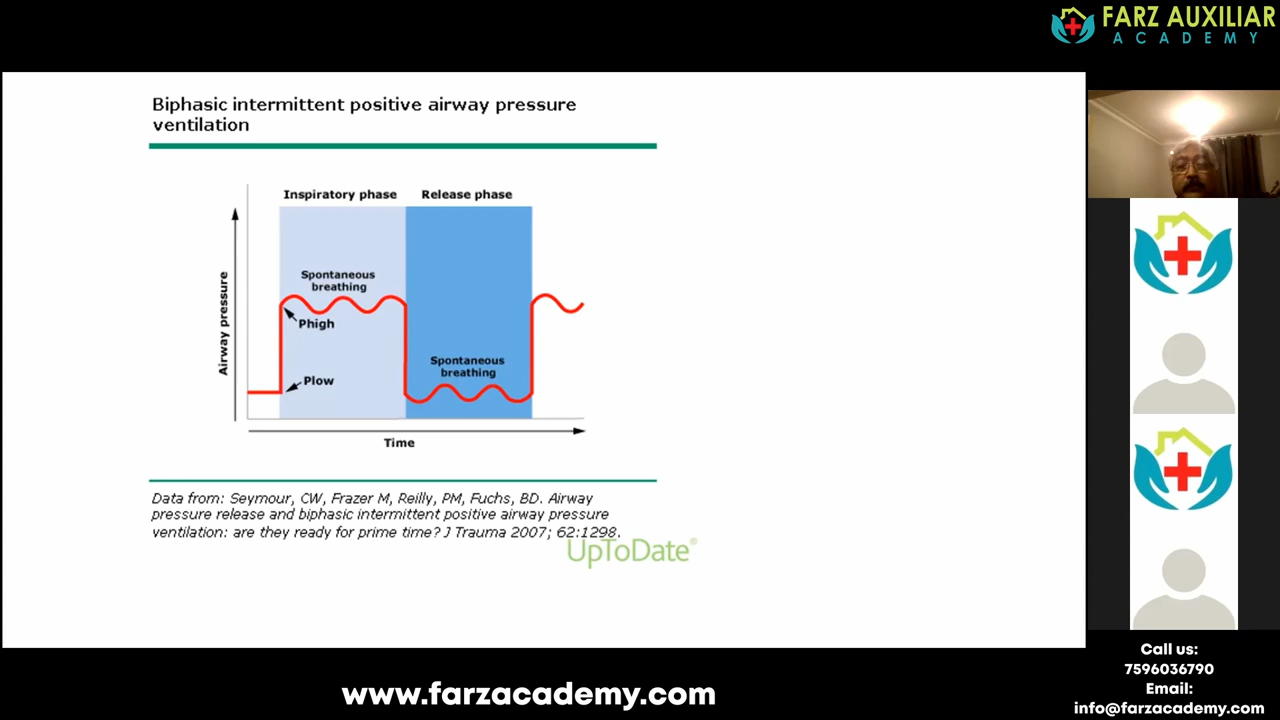 FARZ AUXILIAR
ACADEMY
Biphasic intermittent positive airway pressure
ventilation
Inspiratory phase
Release phase
Spontaneous
breathing
Phigh
Plow
Spontaneous
breathing
Airway pressure
Time
Data from: Seymour, CW, Frazer M, Reilly, PM, Fuchs, BD. Airway
pressure release and biphasic intermittent positive airway pressure
ventilation: are they ready for prime time? J Trauma 2007; 62:1298.
UpToDate®
Call us:
7596036790
Email:
info@farzacademy.com
www.farzacademy.com